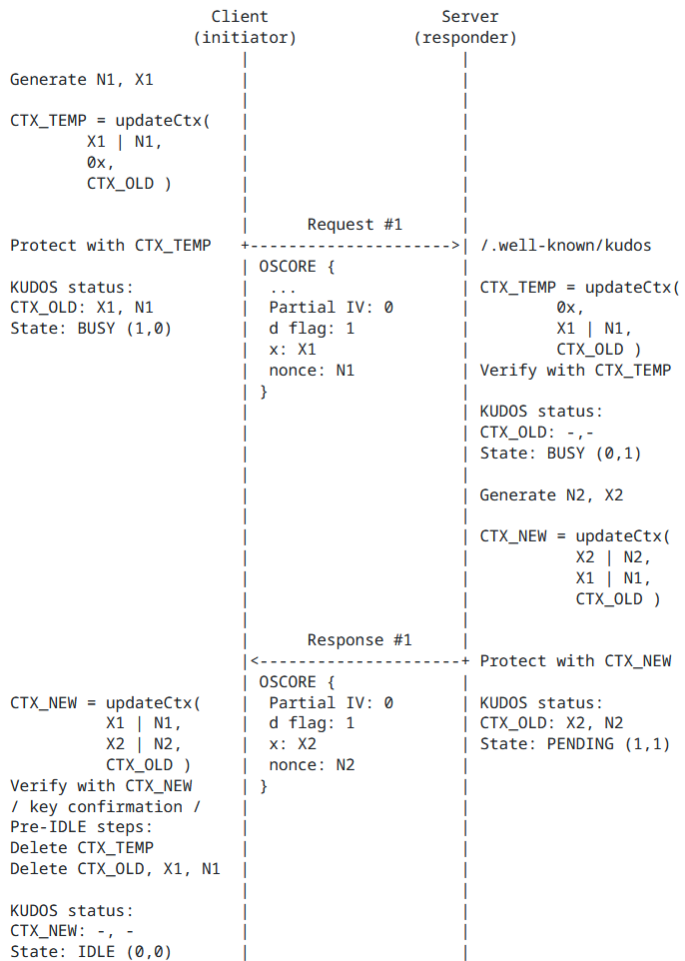 Client                   Server
                       (initiator)             (responder)
                             |                          |
Generate N1, X1              |                          |
                             |                          |
CTX_TEMP = updateCtx(        |                          |
        X1 | N1,             |                          |
        0x,                  |                          |
        CTX_OLD )            |                          |
                             |                          |
                             |        Request #1        |
Protect with CTX_TEMP        +--------------------->| /.well-known/kudos
                             | OSCORE {                 |
KUDOS status:                |  ...                     | CTX_TEMP = updateCtx(
CTX_OLD: X1, N1              |  Partial IV: 0           |         0x,
State: BUSY (1,0)            |  d flag: 1               |         X1 | N1,
                             |  x: X1                   |         CTX_OLD )
                             |  nonce: N1               | Verify with CTX_TEMP
                             | }                        |
                             |                          | KUDOS status:
                             |                          | CTX_OLD: -,-
                             |                          | State: BUSY (0,1)
                             |                          |
                             |                          | Generate N2, X2
                             |                          |
                             |                          | CTX_NEW = updateCtx(
                             |                          |           X2 | N2,
                             |                          |           X1 | N1,
                             |                          |           CTX_OLD )
                             |                          |
                             |        Response #1       |
                             |<---------------------+ Protect with CTX_NEW
                             | OSCORE {                 |
CTX_NEW = updateCtx(         |  Partial IV: 0           | KUDOS status:
          X1 | N1,           |  d flag: 1               | CTX_OLD: X2, N2
          X2 | N2,           |  x: X2                   | State: PENDING (1,1)
          CTX_OLD )          |  nonce: N2               |
Verify with CTX_NEW          | }                        |
/ key confirmation /         |                          |
Pre-IDLE steps:              |                          |
Delete CTX_TEMP              |                          |
Delete CTX_OLD, X1, N1       |                          |
                             |                          |
KUDOS status:                |                          |
CTX_NEW: -, -                |                          |
State: IDLE (0,0)            |                          |